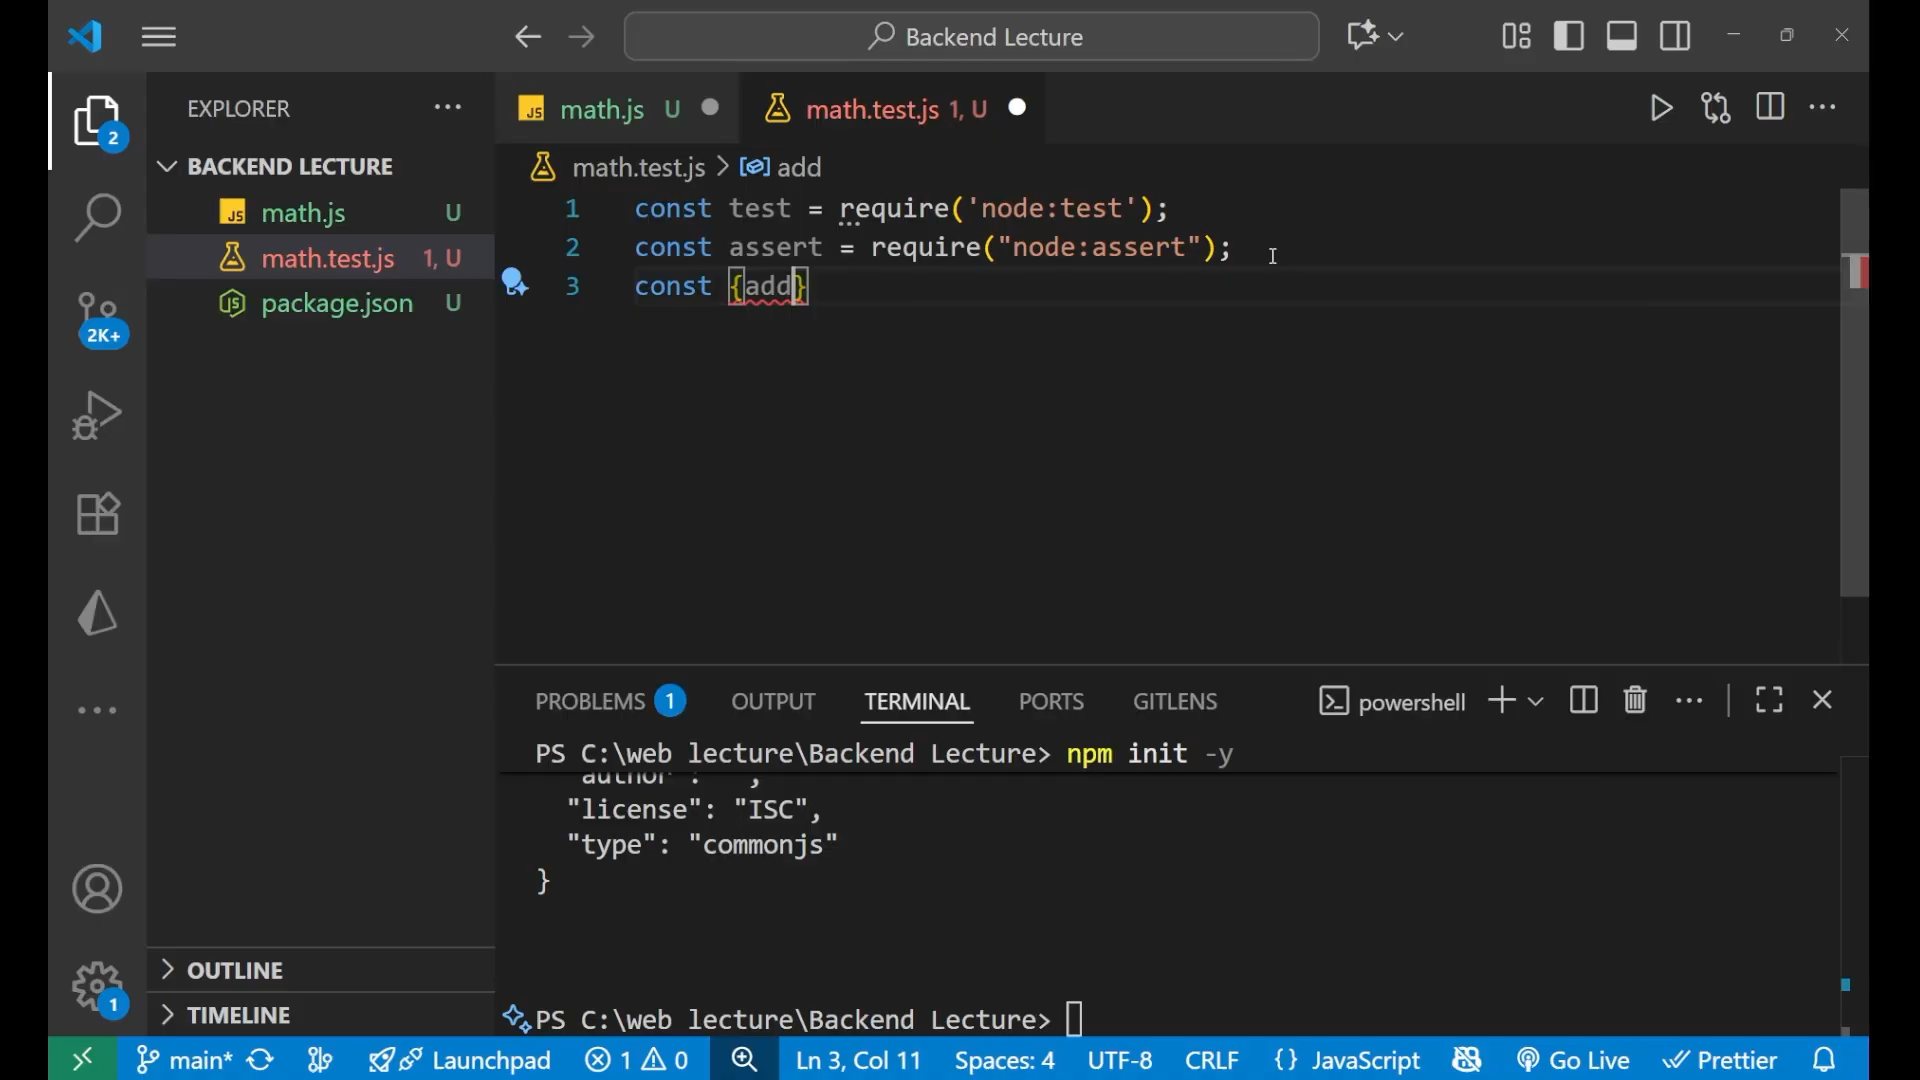 Backend Lecture
EXPLORER
math.js U
math.test.js 1, U
2
BACKEND LECTURE
math.test.js > add
math.js U
math.test.js 1, U
package.json U
2K+
1 const test = require('node:test');
2 const assert = require("node:assert");
3 const {add}
PROBLEMS 1 OUTPUT TERMINAL PORTS GITLENS
powershell
PS C:\web lecture\Backend Lecture> npm init -y
"license": "ISC",
"type": "commonjs"
}
OUTLINE
1
TIMELINE
PS C:\web lecture\Backend Lecture>
main* Launchpad 1 0 Ln 3, Col 11 Spaces: 4 UTF-8 CRLF {} JavaScript Go Live Prettier